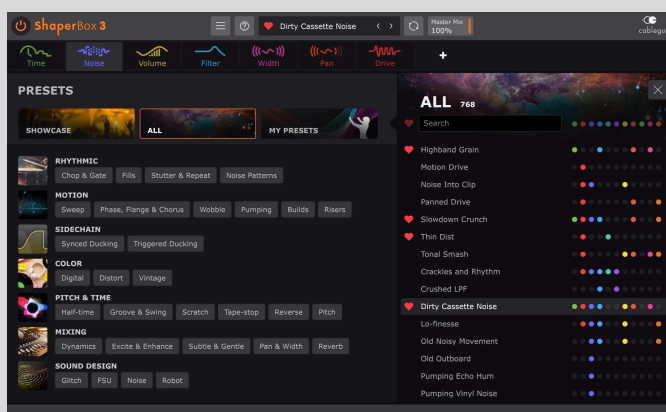 ShaperBox 3
Dirty Cassette Noise
Master Mix
100%
cablegu
Time
Noise
Volume
Filter
Width
Pan
Drive
+
PRESETS
SHOWCASE
ALL
MY PRESETS
RHYTHMIC
Chop & Gate
Fills
Stutter & Repeat
Noise Patterns
MOTION
Sweep
Phase, Flange & Chorus
Wobble
Pumping
Builds
Risers
SIDECHAIN
Synced Ducking
Triggered Ducking
COLOR
Digital
Distort
Vintage
PITCH & TIME
Half-time
Groove & Swing
Scratch
Tape-stop
Reverse
Pitch
MIXING
Dynamics
Excite & Enhance
Subtle & Gentle
Pan & Width
Reverb
SOUND DESIGN
Glitch
FSU
Noise
Robot
ALL 768
Search
Highband Grain
Motion Drive
Noise Into Clip
Panned Drive
Slowdown Crunch
Thin Dist
Tonal Smash
Crackles and Rhythm
Crushed LPF
Dirty Cassette Noise
Lo-finesse
Old Noisy Movement
Old Outboard
Pumping Echo Hum
Pumping Vinyl Noise